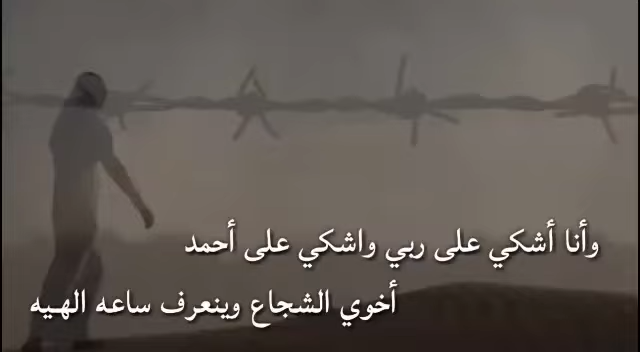 وأنا أشكي على ربي واشكي على أحمد
أخوي الشجاع وينعرف ساعه الهيه